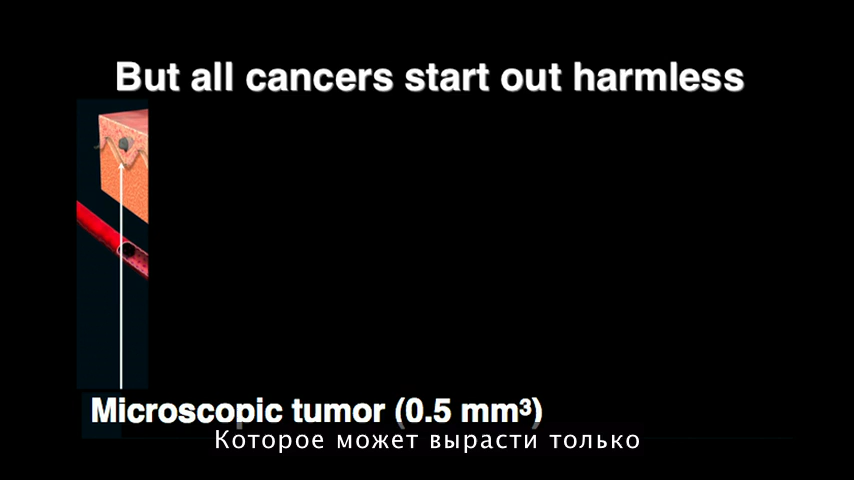 But all cancers start out harmless
Microscopic tumor (0.5 mm³)
Которое может вырасти только